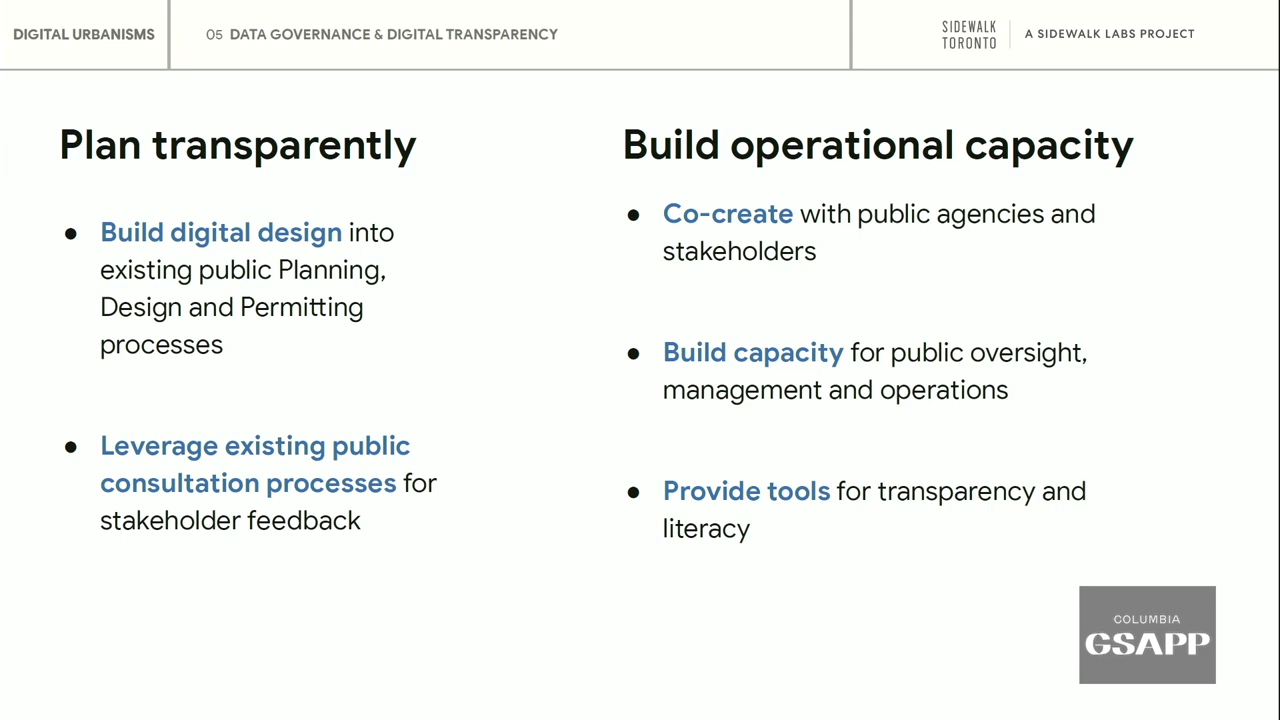 DIGITAL URBANISMS
05 DATA GOVERNANCE & DIGITAL TRANSPARENCY
SIDEWALK
TORONTO
A SIDEWALK LABS PROJECT
Plan transparently
● Build digital design into
existing public Planning,
Design and Permitting
processes
● Leverage existing public
consultation processes for
stakeholder feedback
Build operational capacity
● Co-create with public agencies and
stakeholders
● Build capacity for public oversight,
management and operations
● Provide tools for transparency and
literacy
COLUMBIA
GSAPP